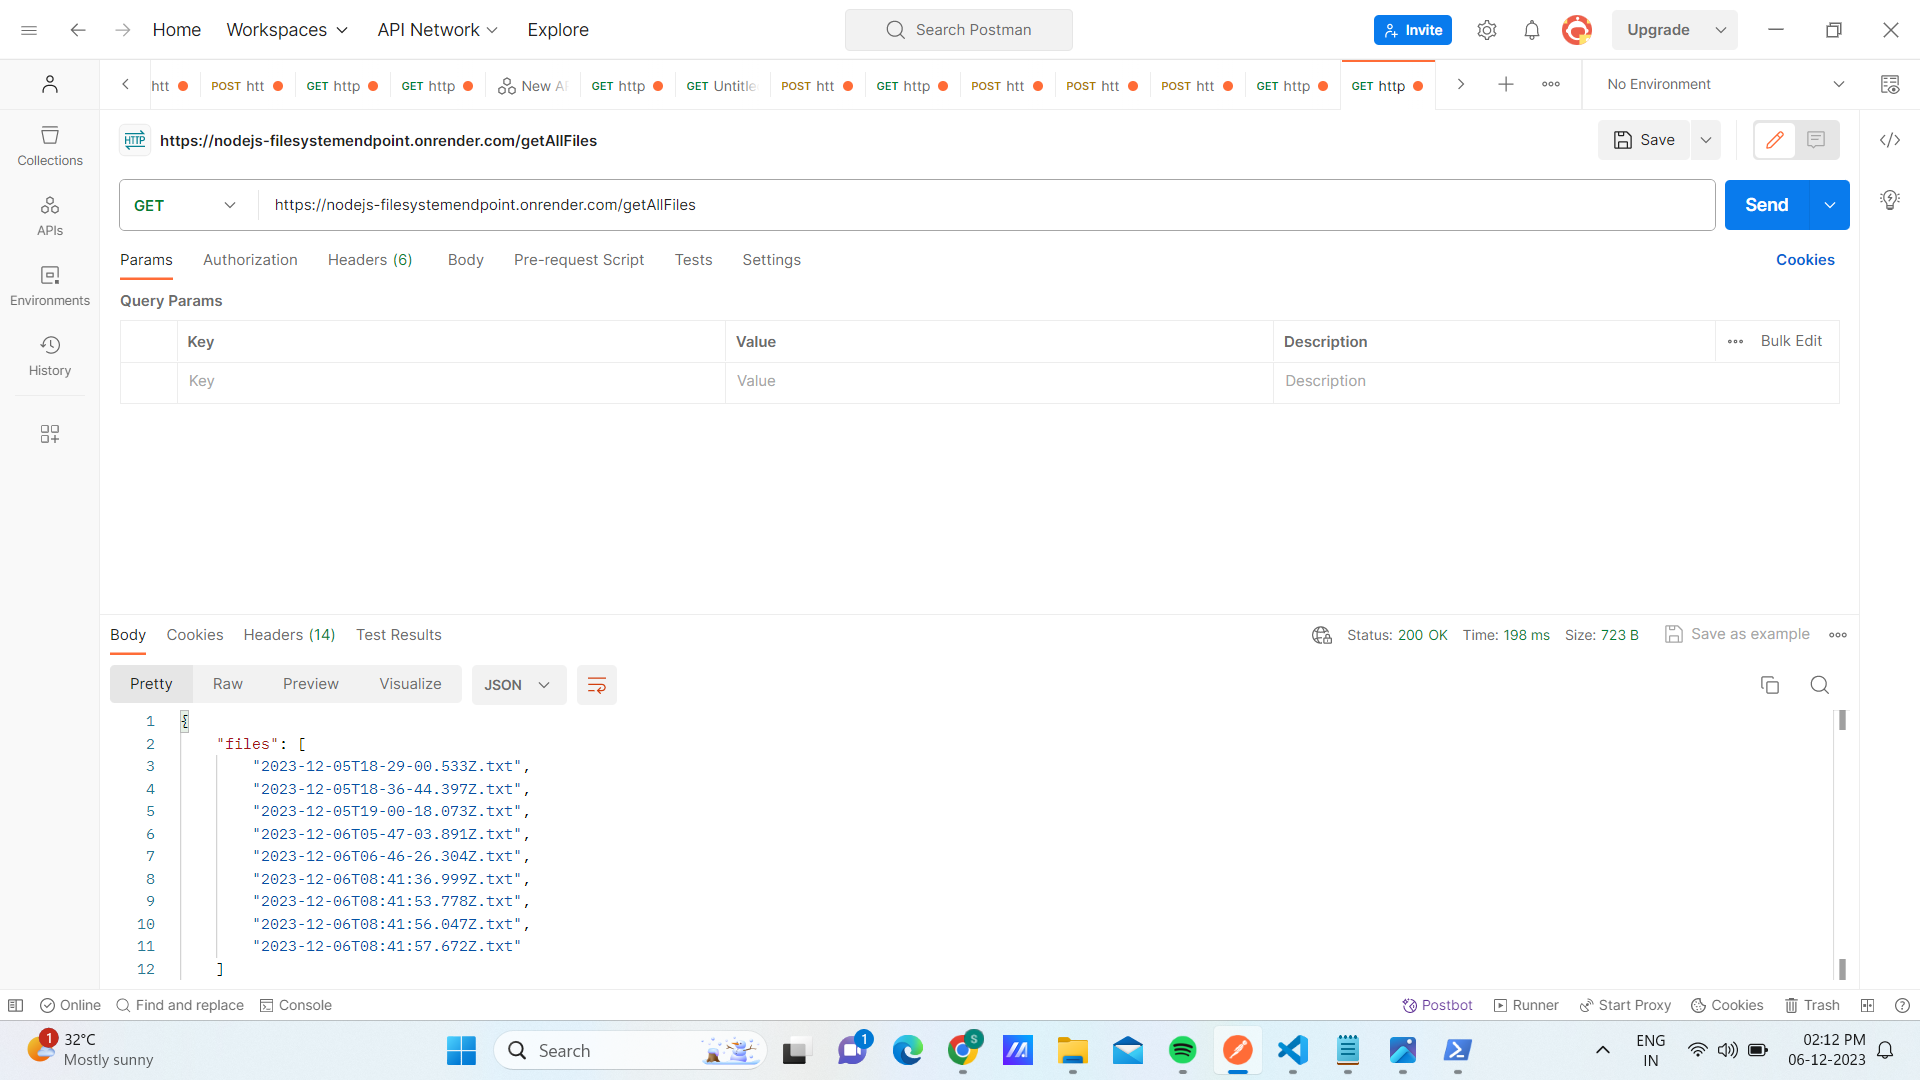 Home Workspaces API Network Explore Search Postman Invite Upgrade
htt POST htt GET http GET http New AP GET http GET Untitle POST htt GET http POST htt POST htt POST htt GET http GET http No Environment
HTTP https://nodejs-filesystemendpoint.onrender.com/getAllFiles Save
GET https://nodejs-filesystemendpoint.onrender.com/getAllFiles Send
Collections
APIs
Environments
History
Params Authorization Headers (6) Body Pre-request Script Tests Settings Cookies
Query Params
Key Value Description Bulk Edit
Key Value Description
Body Cookies Headers (14) Test Results Status: 200 OK Time: 198 ms Size: 723 B Save as example
Pretty Raw Preview Visualize JSON
1 {
2 "files": [
3 "2023-12-05T18-29-00.533Z.txt",
4 "2023-12-05T18-36-44.397Z.txt",
5 "2023-12-05T19-00-18.073Z.txt",
6 "2023-12-06T05-47-03.891Z.txt",
7 "2023-12-06T06-46-26.304Z.txt",
8 "2023-12-06T08:41:36.999Z.txt",
9 "2023-12-06T08:41:53.778Z.txt",
10 "2023-12-06T08:41:56.047Z.txt",
11 "2023-12-06T08:41:57.672Z.txt"
12 ]
Online Find and replace Console Postbot Runner Start Proxy Cookies Trash
1 32°C
Mostly sunny
Search 1 S
ENG
IN
02:12 PM
06-12-2023